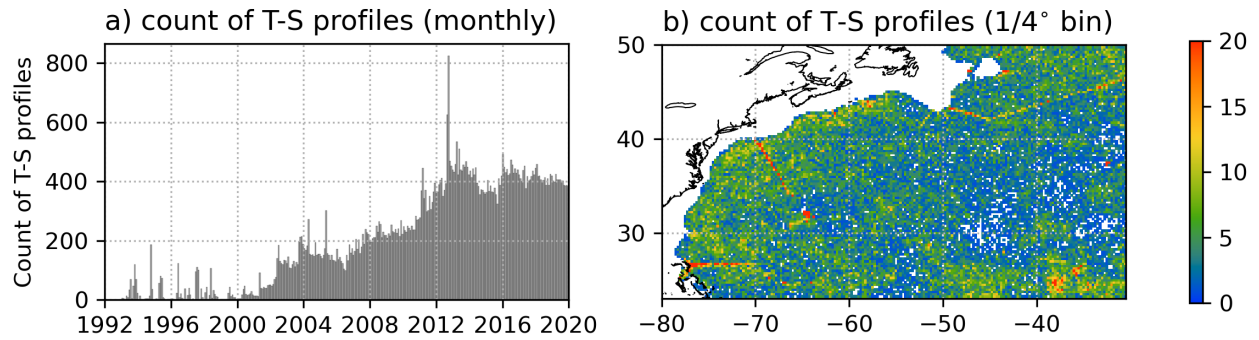 a) count of T-S profiles (monthly)
Count of T-S profiles
800
600
400
200
0
1992 1996 2000 2004 2008 2012 2016 2020
b) count of T-S profiles (1/4° bin)
50
40
30
−80 −70 −60 −50 −40
20
15
10
5
0